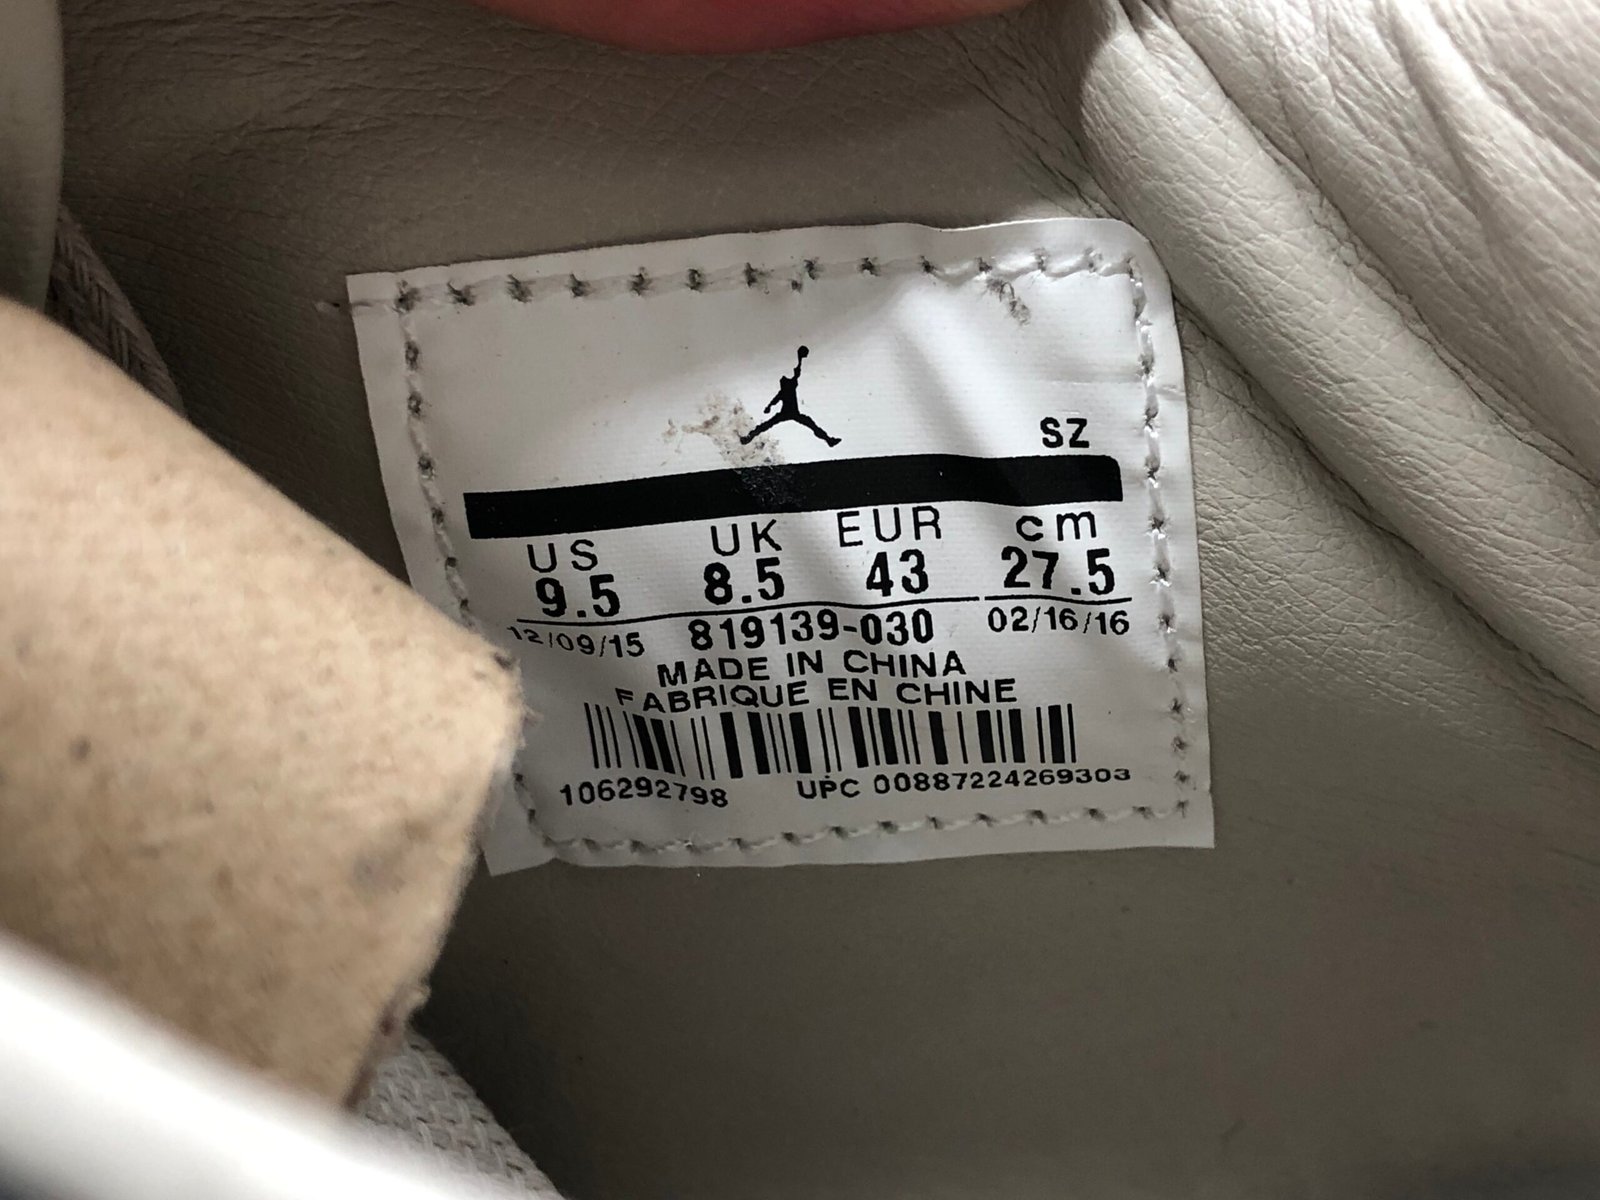 SZ
US UK EUR cm
9.5 8.5 43 27.5
12/09/15 819139-030 02/16/16
MADE IN CHINA
FABRIQUE EN CHINE
106292798 UPC 00887224269303